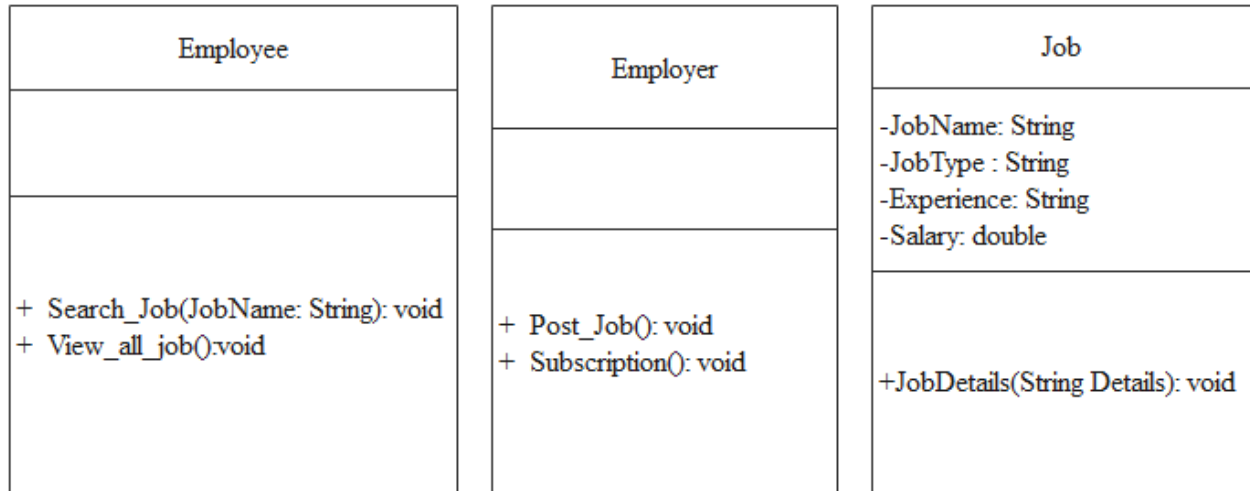 Employee
+ Search_Job(JobName: String): void
+ View_all_job():void
Employer
+ Post_Job(): void
+ Subscription(): void
Job
-JobName: String
-JobType : String
-Experience: String
-Salary: double
+JobDetails(String Details): void